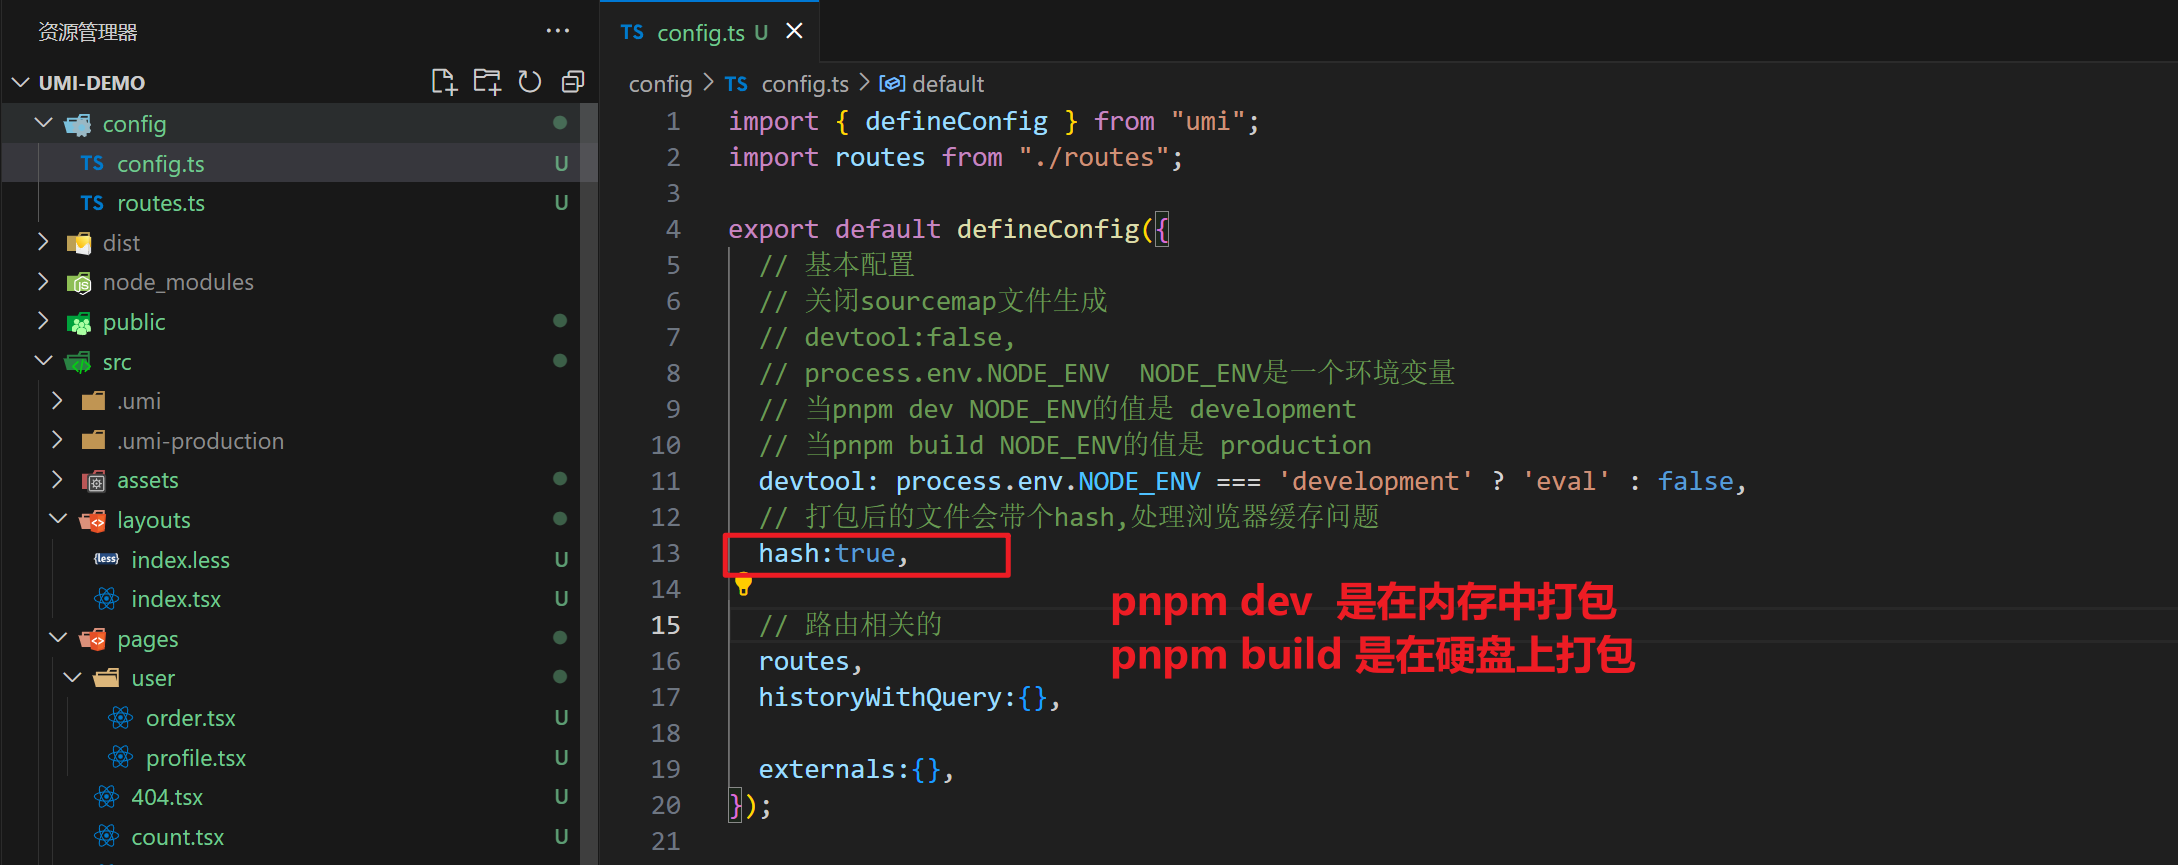 资源管理器
UMI-DEMO
config
TS config.ts U
TS routes.ts U
dist
node_modules
public
src
.umi
.umi-production
assets
layouts
{less} index.less U
index.tsx U
pages
user
order.tsx U
profile.tsx U
404.tsx U
count.tsx U
TS config.ts U
config > TS config.ts > default
1 import { defineConfig } from "umi";
2 import routes from "./routes";
3
4 export default defineConfig({
5 // 基本配置
6 // 关闭sourcemap文件生成
7 // devtool:false,
8 // process.env.NODE_ENV  NODE_ENV是一个环境变量
9 // 当pnpm dev NODE_ENV的值是 development
10 // 当pnpm build NODE_ENV的值是 production
11 devtool: process.env.NODE_ENV === 'development' ? 'eval' : false,
12 // 打包后的文件会带个hash,处理浏览器缓存问题
13 hash:true,
14
pnpm dev 是在内存中打包
15 // 路由相关的
16 routes,
pnpm build 是在硬盘上打包
17 historyWithQuery:{},
18
19 externals:{},
20 });
21